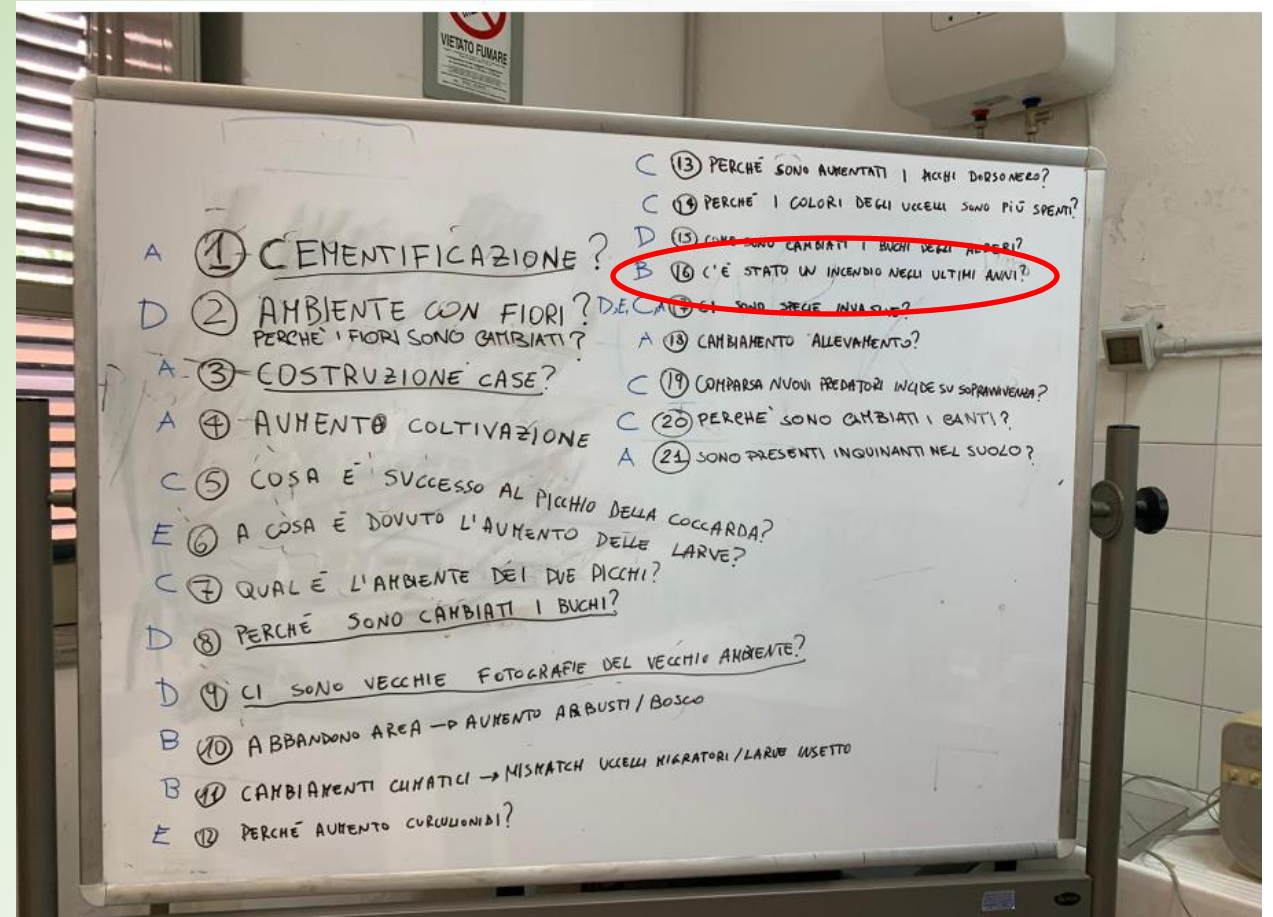 VIETATO FUMARE
A ① CEMENTIFICAZIONE?
D ② AMBIENTE CON FIORI?
PERCHÈ I FIORI SONO CAMBIATI?
A ③ COSTRUZIONE CASE?
A ④ AUMENTO COLTIVAZIONE
C ⑤ COSA È SUCCESSO AL PICCHIO DELLA COCCARDA?
E ⑥ A COSA È DOVUTO L'AUMENTO DELLE LARVE?
C ⑦ QUAL È L'AMBIENTE DEI DUE PICCHI?
D ⑧ PERCHÉ SONO CAMBIATI I BUCHI?
D ⑨ CI SONO VECCHIE FOTOGRAFIE DEL VECCHIO AMBIENTE?
B ⑩ ABBANDONO AREA → AUMENTO ARBUSTI / BOSCO
B ⑪ CAMBIAMENTI CLIMATICI → MISMATCH UCCELLI MIGRATORI / LARVE INSETTO
E ⑫ PERCHÉ AUMENTO CURCULIONIDI?
C ⑬ PERCHÉ SONO AUMENTATI I PICCHI DORSONERO?
C ⑭ PERCHÉ I COLORI DEGLI UCCELLI SONO PIÙ SPENTI?
D ⑮ COME SONO CAMBIATI I BUCHI DEGLI ALBERI?
B ⑯ C'È STATO UN INCENDIO NEGLI ULTIMI ANNI?
D,E,C,A ⑰ CI SONO SPECIE INVASIVE?
A ⑱ CAMBIAMENTO ALLEVAMENTO?
C ⑲ COMPARSA NUOVI PREDATORI INCIDE SU SOPRAVVIVENZA?
C ⑳ PERCHÈ SONO CAMBIATI I CANTI?
A ㉑ SONO PRESENTI INQUINANTI NEL SUOLO?